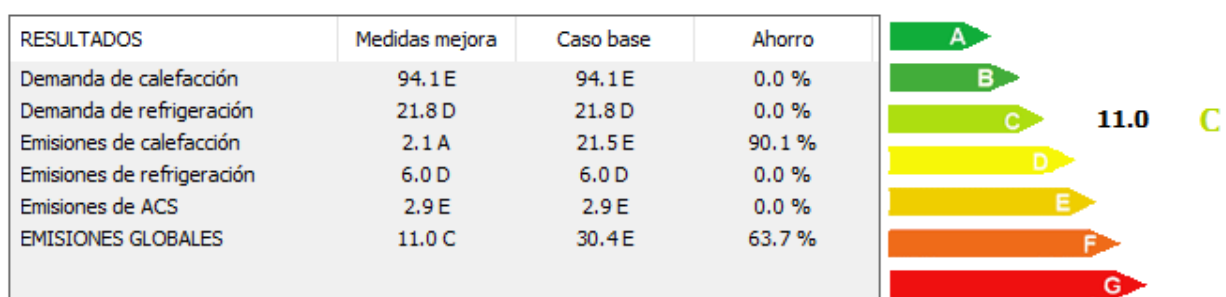 RESULTADOS Medidas mejora Caso base Ahorro
Demanda de calefacción 94.1 E 94.1 E 0.0 %
Demanda de refrigeración 21.8 D 21.8 D 0.0 %
Emisiones de calefacción 2.1 A 21.5 E 90.1 %
Emisiones de refrigeración 6.0 D 6.0 D 0.0 %
Emisiones de ACS 2.9 E 2.9 E 0.0 %
EMISIONES GLOBALES 11.0 C 30.4 E 63.7 %
A
B
C 11.0 C
D
E
F
G